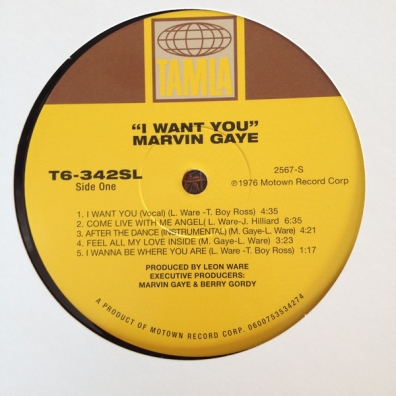 TAMLA
"I WANT YOU"
MARVIN GAYE
T6-342SL
Side One
2567-S
℗1976 Motown Record Corp
1. I WANT YOU (Vocal) (L. Ware -T. Boy Ross) 4:35
2. COME LIVE WITH ME ANGEL( L. Ware-J. Hilliard 6:35
3. AFTER THE DANCE (INSTRUMENTAL) (M. Gaye-L. Ware) 4:21
4. FEEL ALL MY LOVE INSIDE (M. Gaye-L. Ware) 3:23
5. I WANNA BE WHERE YOU ARE (L. Ware -T. Boy Ross) 1:17
PRODUCED BY LEON WARE
EXECUTIVE PRODUCERS:
MARVIN GAYE & BERRY GORDY
A PRODUCT OF MOTOWN RECORD CORP. 0600753534274